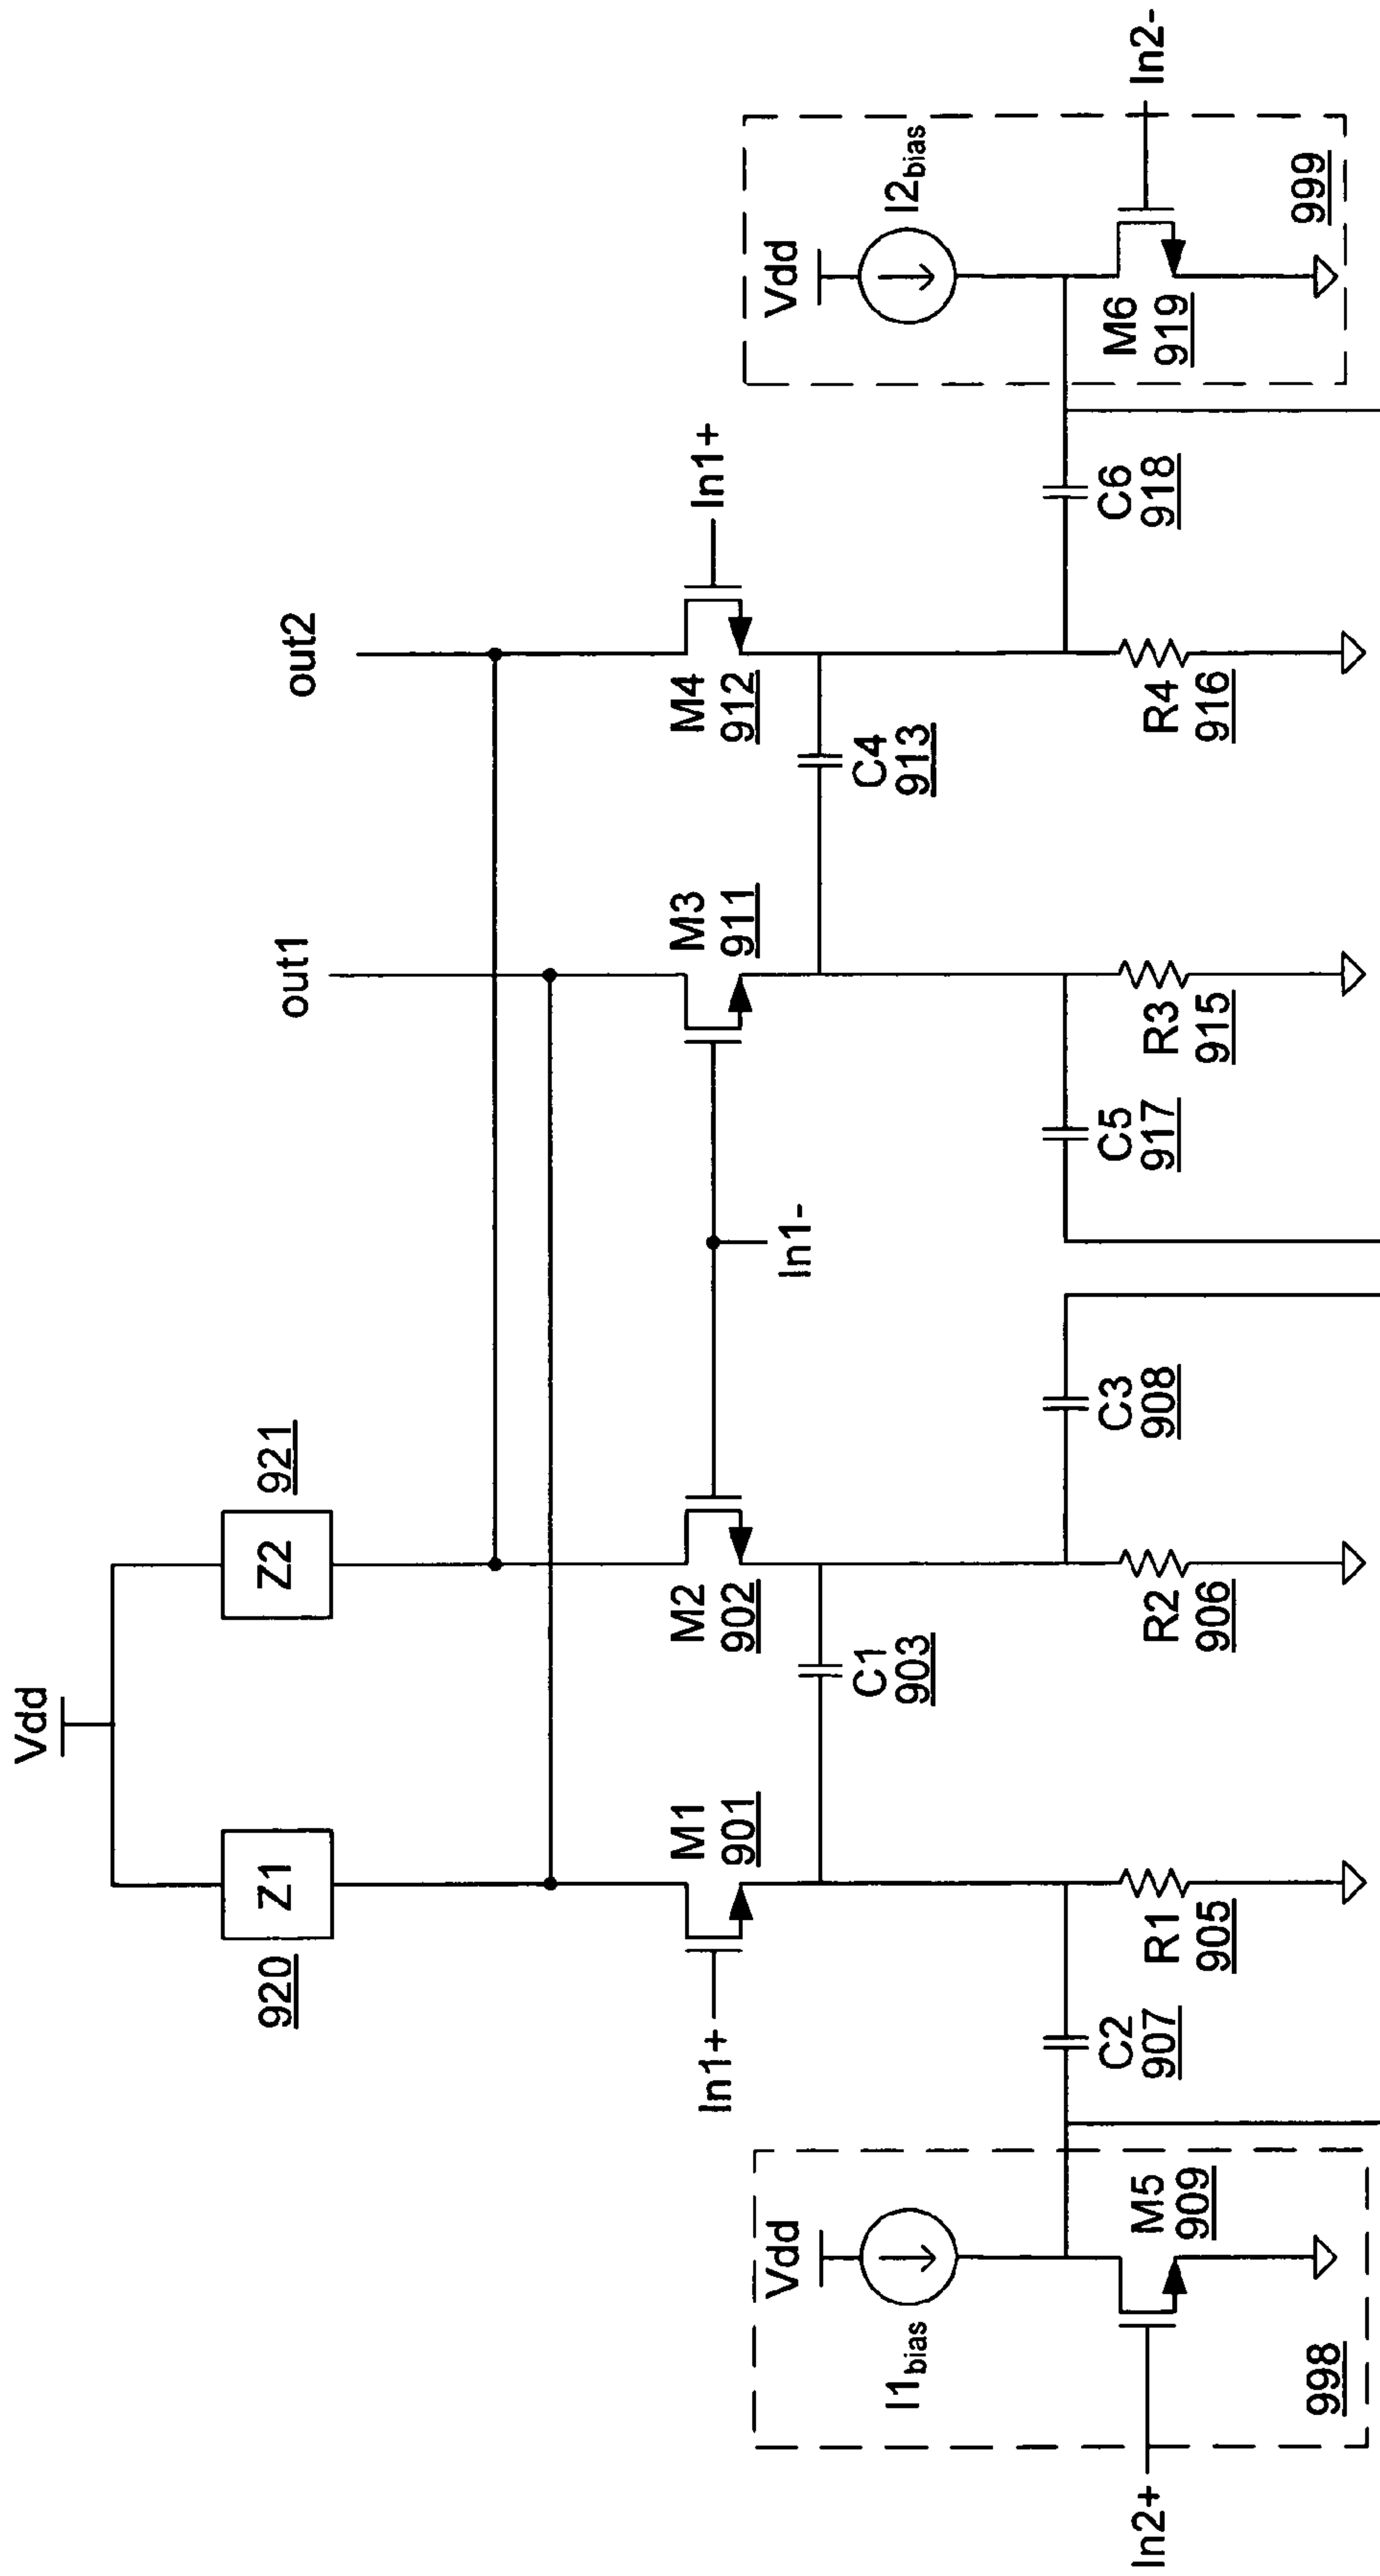 Vdd
920
Z1
Z2
921
out1
out2
In1+
M1
901
M2
902
In1-
M3
911
M4
912
In1+
C1
903
C4
913
Vdd
I1bias
Vdd
I2bias
In2+
M5
909
998
C2
907
R1
905
R2
906
C3
908
C5
917
R3
915
R4
916
C6
918
M6
919
999
In2-